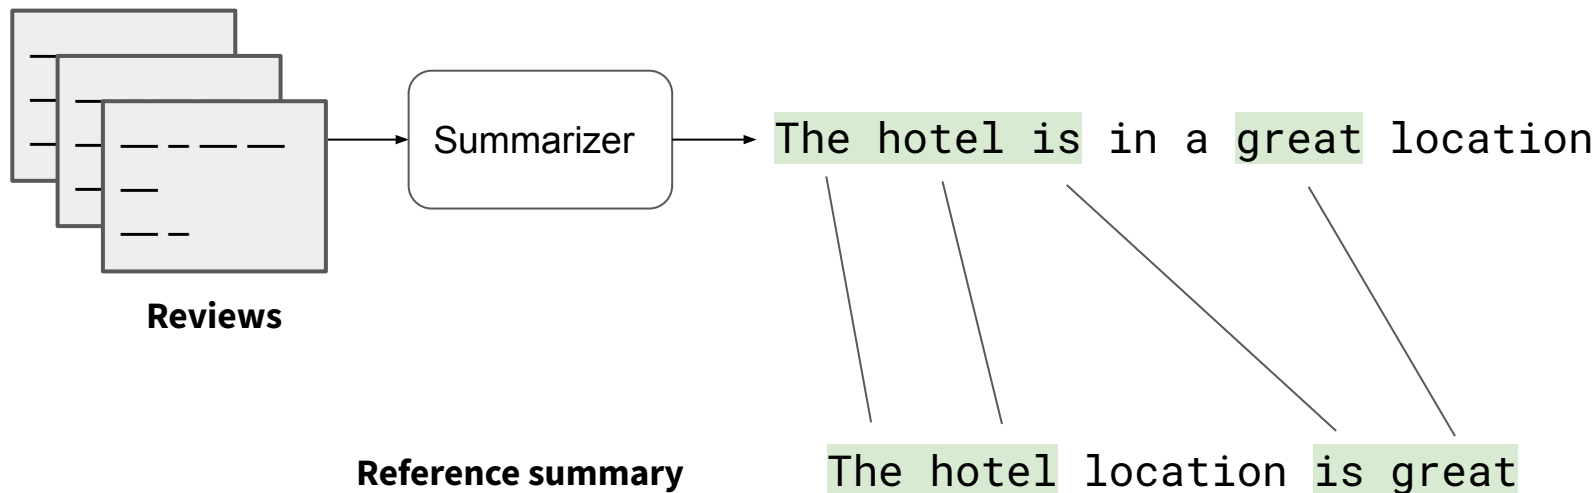 Summarizer
The hotel is in a great location
Reviews
Reference summary
The hotel location is great